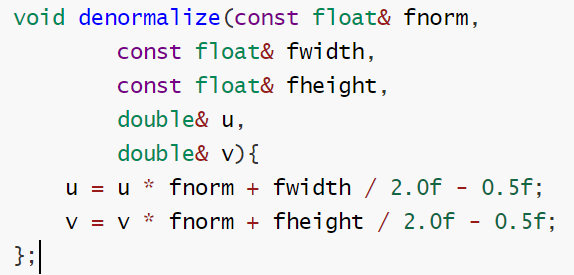 void denormalize(const float& fnorm,
        const float& fwidth,
        const float& fheight,
        double& u,
        double& v){
    u = u * fnorm + fwidth / 2.0f - 0.5f;
    v = v * fnorm + fheight / 2.0f - 0.5f;
};